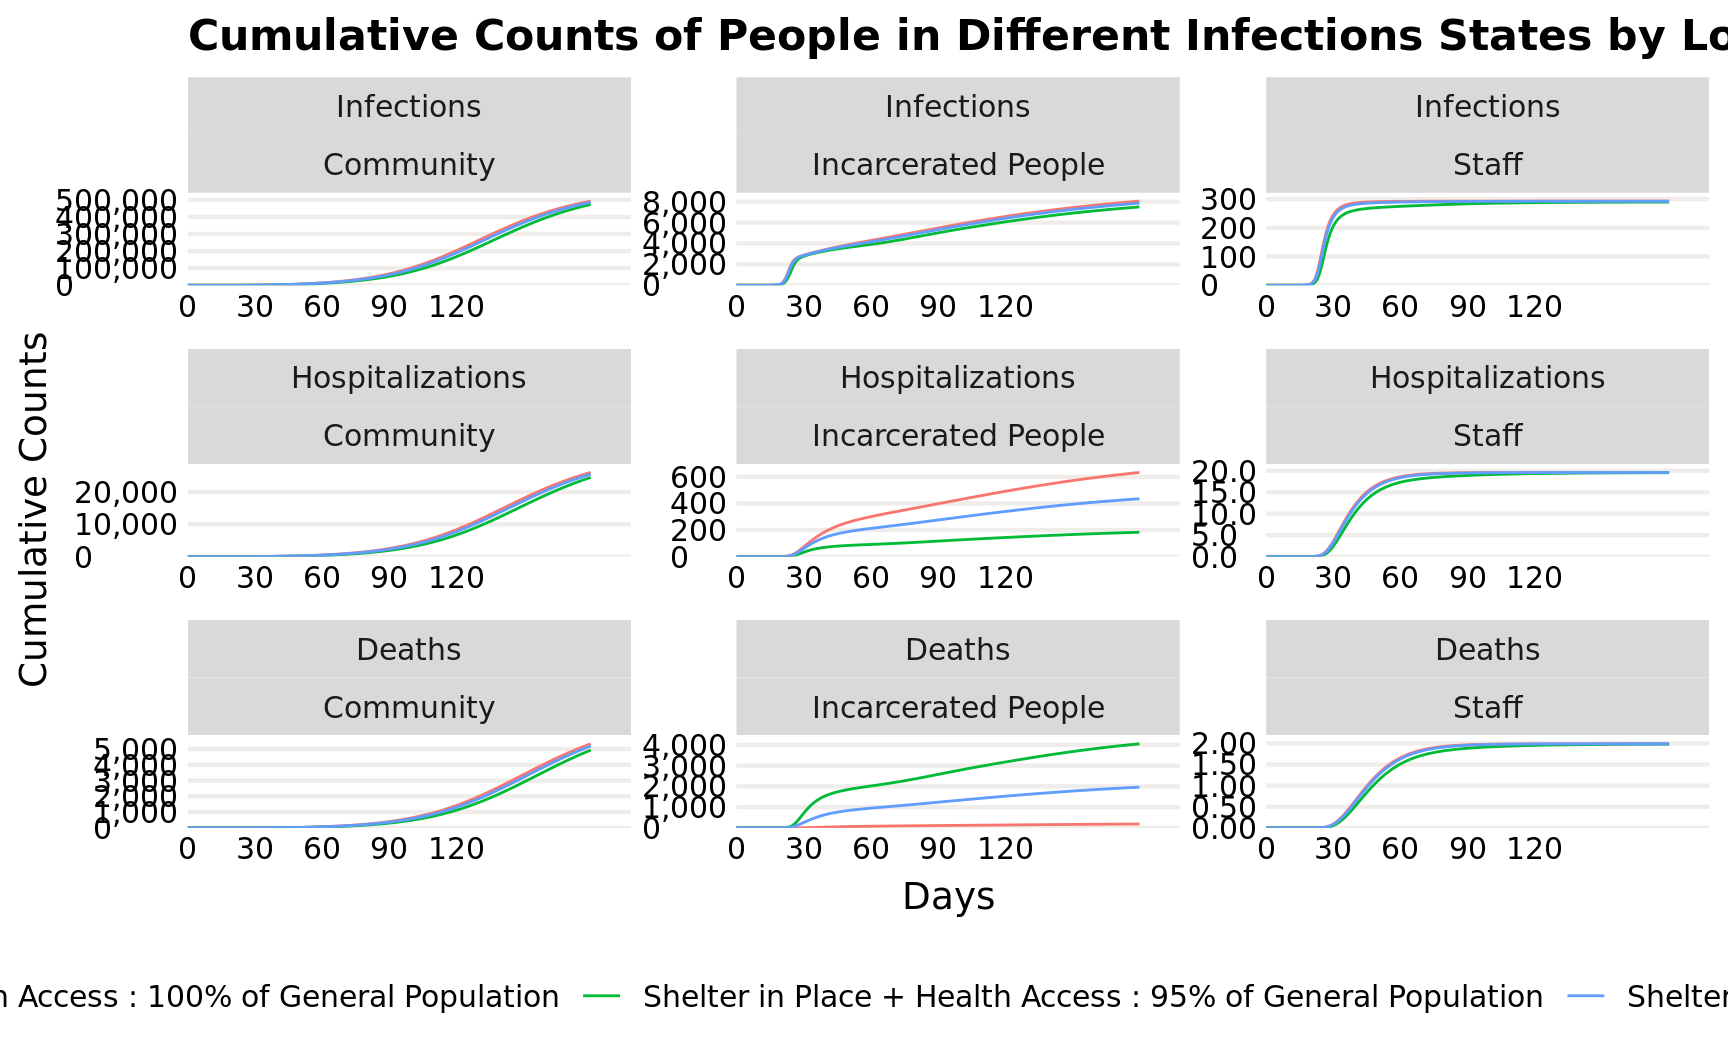 Cumulative Counts of People in Different Infections States by Lo
Infections Infections Infections
Community Incarcerated People Staff
500,000 8,000 300
400,000 6,000 200
300,000 4,000 100
200,000 2,000 0
100,000 0
0
0 30 60 90 120 0 30 60 90 120 0 30 60 90 120
Cumulative Counts
Hospitalizations Hospitalizations Hospitalizations
Community Incarcerated People Staff
20,000 600 20.0
10,000 400 15.0
0 200 10.0
0 5.0
0.0
0 30 60 90 120 0 30 60 90 120 0 30 60 90 120
Deaths Deaths Deaths
Community Incarcerated People Staff
5,000 4,000 2.00
4,000 3,000 1.50
3,000 2,000 1.00
2,000 1,000 0.50
1,000 0 0.00
0
0 30 60 90 120 0 30 60 90 120 0 30 60 90 120
Days
h Access : 100% of General Population Shelter in Place + Health Access : 95% of General Population Shelter